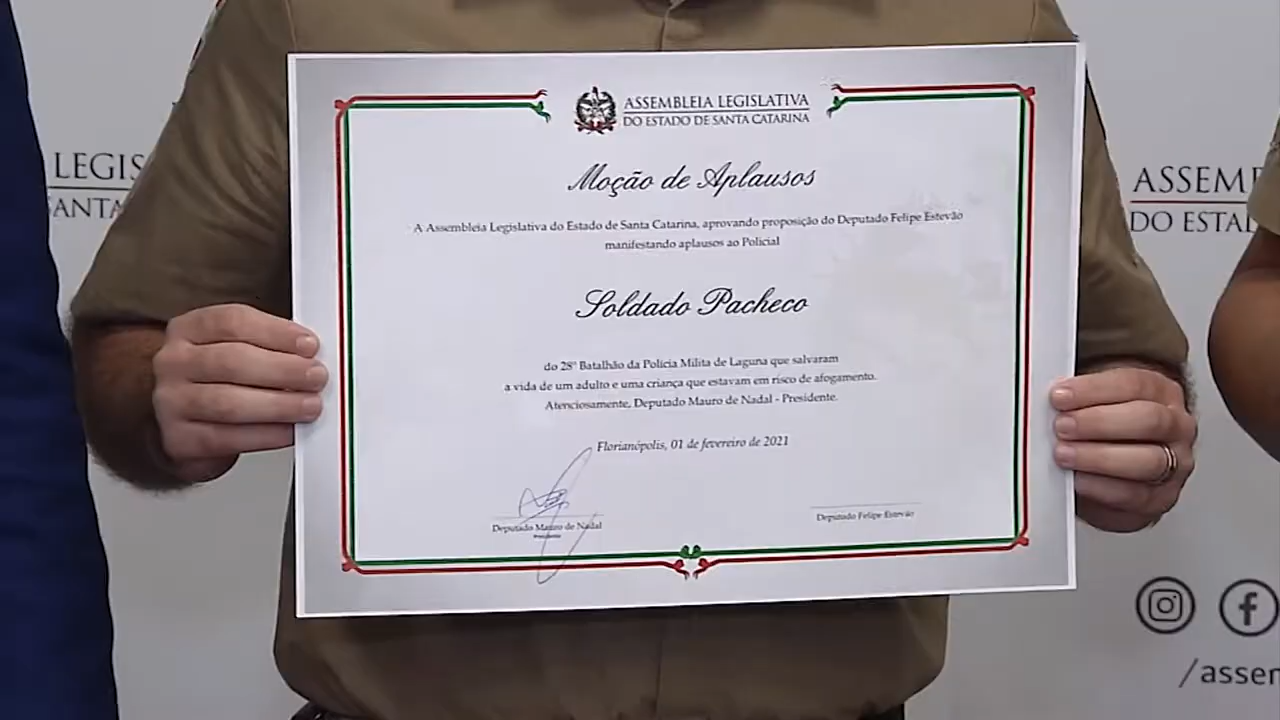 LEGIS
SANTA
ASSEMB
DO ESTAD
ASSEMBLEIA LEGISLATIVA
DO ESTADO DE SANTA CATARINA
Moção de Aplausos
A Assembleia Legislativa do Estado de Santa Catarina, aprovando proposição do Deputado Felipe Estevão
manifestando aplausos ao Policial
Soldado Pacheco
do 28º Batalhão da Polícia Milita de Laguna que salvaram
a vida de um adulto e uma criança que estavam em risco de afogamento.
Atenciosamente, Deputado Mauro de Nadal - Presidente.
Florianópolis, 01 de fevereiro de 2021
Deputado Mauro de Nadal
Presidente
Deputado Felipe Estevão
/assem